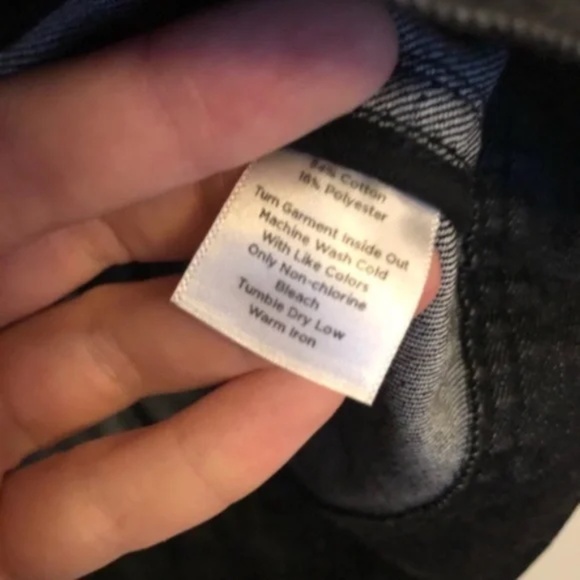 84% Cotton
16% Polyester
Turn Garment Inside Out
Machine Wash Cold
With Like Colors
Only Non-chlorine
Bleach
Tumble Dry Low
Warm Iron